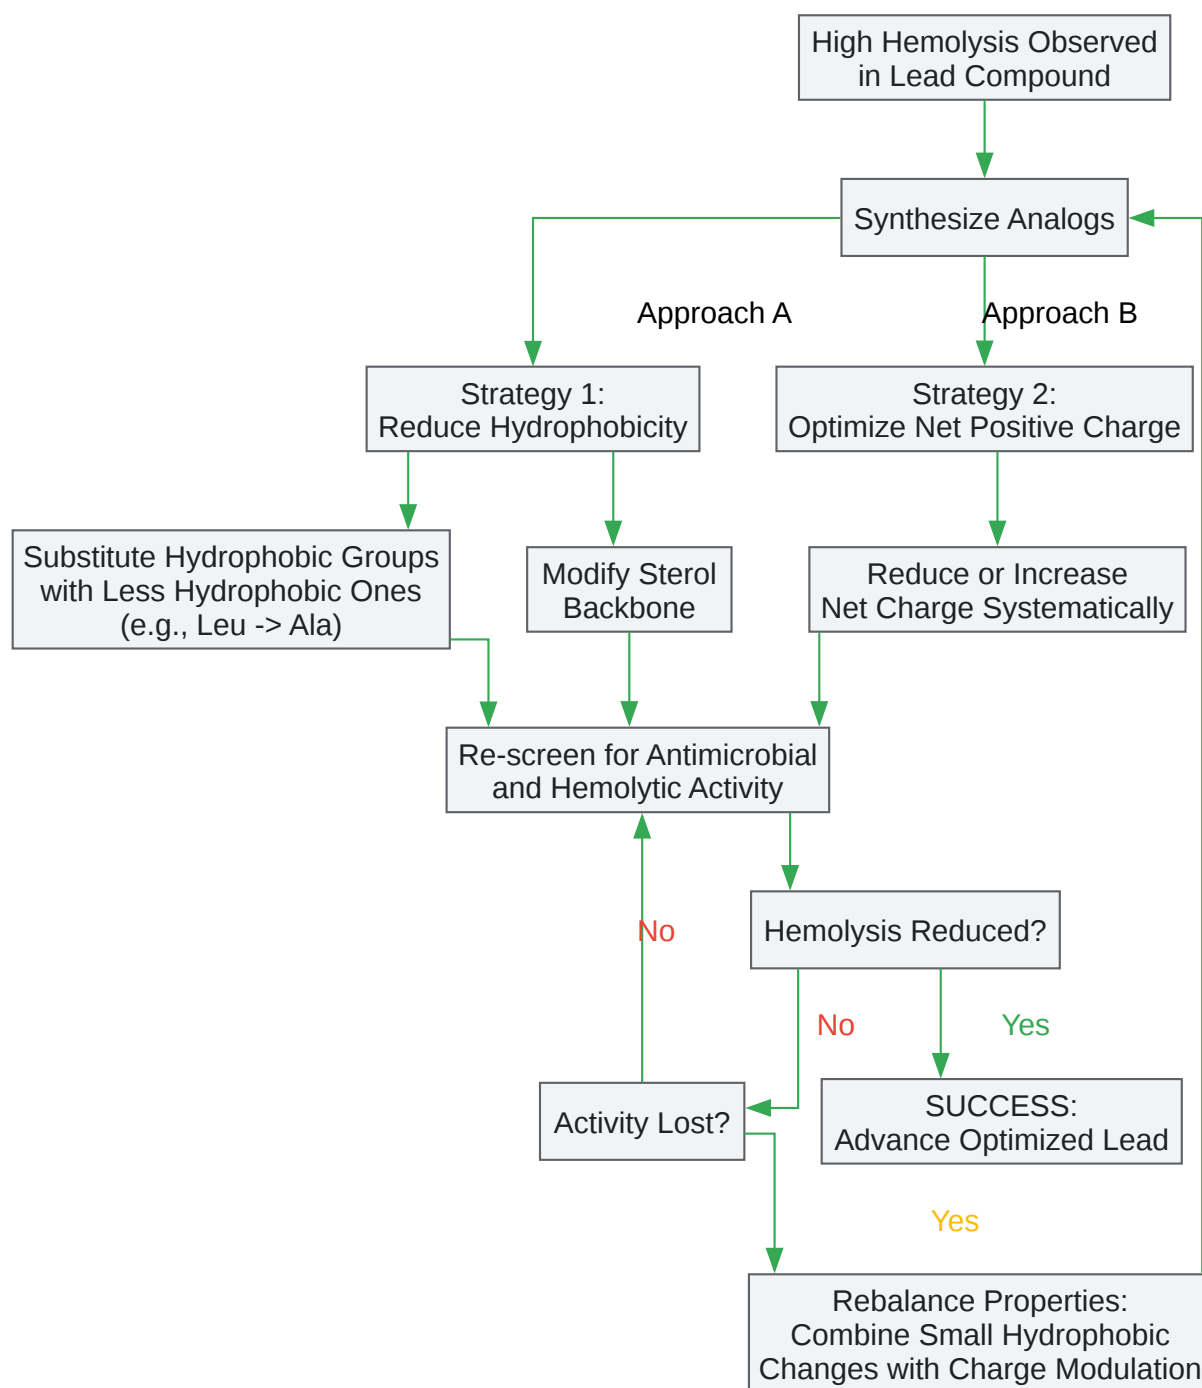 High Hemolysis Observed
in Lead Compound
Synthesize Analogs
Approach A
Approach B
Strategy 1:
Reduce Hydrophobicity
Strategy 2:
Optimize Net Positive Charge
Substitute Hydrophobic Groups
with Less Hydrophobic Ones
(e.g., Leu -> Ala)
Modify Sterol
Backbone
Reduce or Increase
Net Charge Systematically
Re-screen for Antimicrobial
and Hemolytic Activity
Hemolysis Reduced?
No
No
Yes
Activity Lost?
SUCCESS:
Advance Optimized Lead
Yes
Rebalance Properties:
Combine Small Hydrophobic
Changes with Charge Modulation